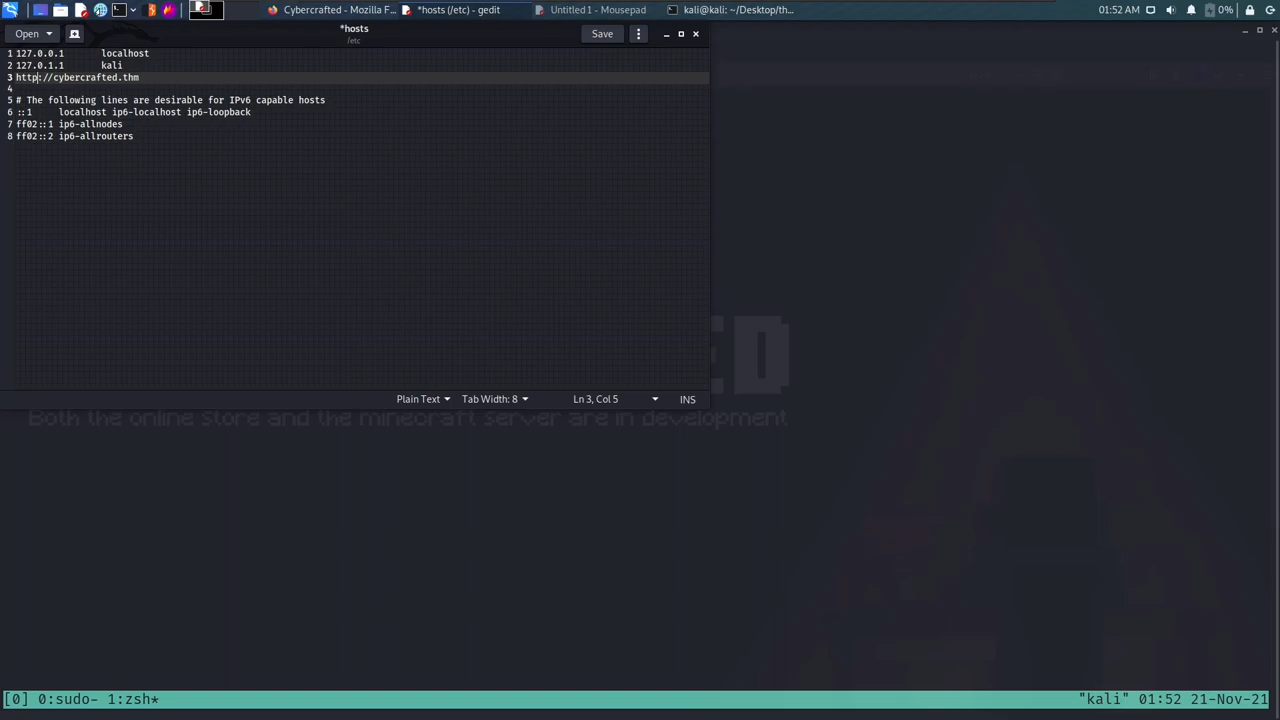 Cybercrafted - Mozilla F...
*hosts (/etc) - gedit
Untitled 1 - Mousepad
kali@kali: ~/Desktop/th...
01:52 AM
0%
Open
*hosts
/etc
Save
1 127.0.0.1 localhost
2 127.0.1.1 kali
3 http://cybercrafted.thm
4
5 # The following lines are desirable for IPv6 capable hosts
6 ::1 localhost ip6-localhost ip6-loopback
7 ff02::1 ip6-allnodes
8 ff02::2 ip6-allrouters
ED
Plain Text
Tab Width: 8
Ln 3, Col 5
INS
Both the online store and the minecraft server are in development
[0] 0:sudo- 1:zsh*
"kali" 01:52 21-Nov-21